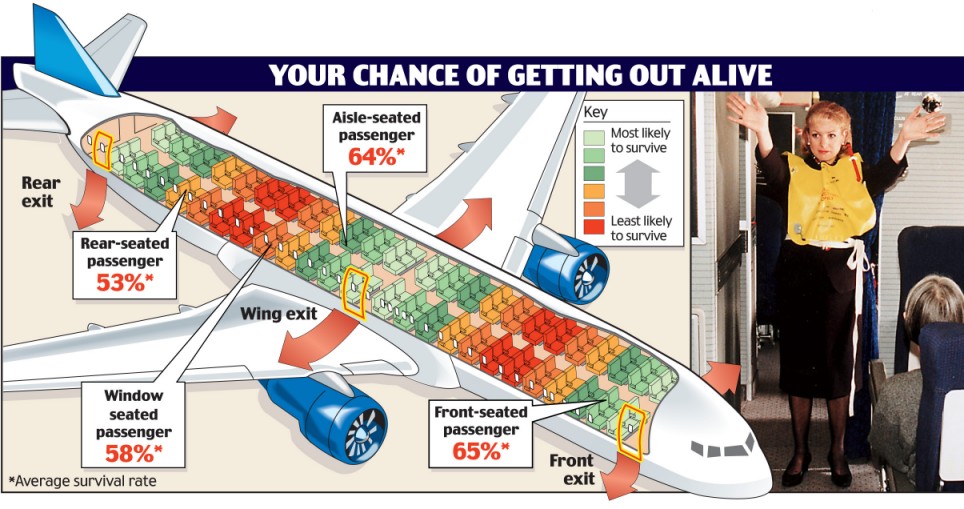 YOUR CHANCE OF GETTING OUT ALIVE
Aisle-seated
passenger
64%*
Key
Most likely
to survive
Least likely
to survive
Rear
exit
Rear-seated
passenger
53%*
Wing exit
Window
seated
passenger
58%*
Front-seated
passenger
65%*
Front
exit
*Average survival rate